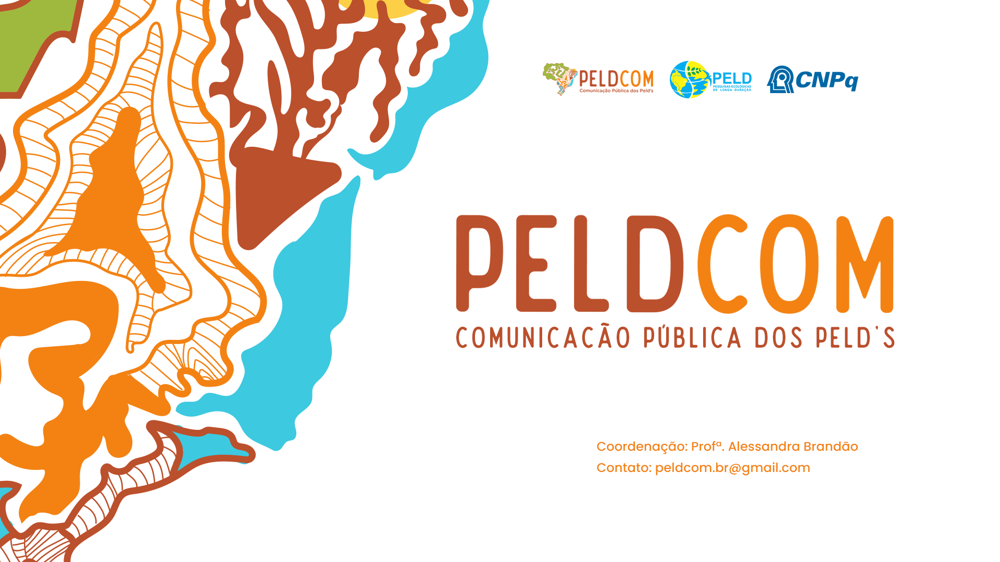 PELDCOM
Comunicação Pública dos Peld's
PELD
PESQUISAS ECOLÓGICAS
DE LONGA DURAÇÃO
CNPq
PELDCOM
COMUNICACÃO PÚBLICA DOS PELD'S
Coordenação: Profª. Alessandra Brandão
Contato: peldcom.br@gmail.com